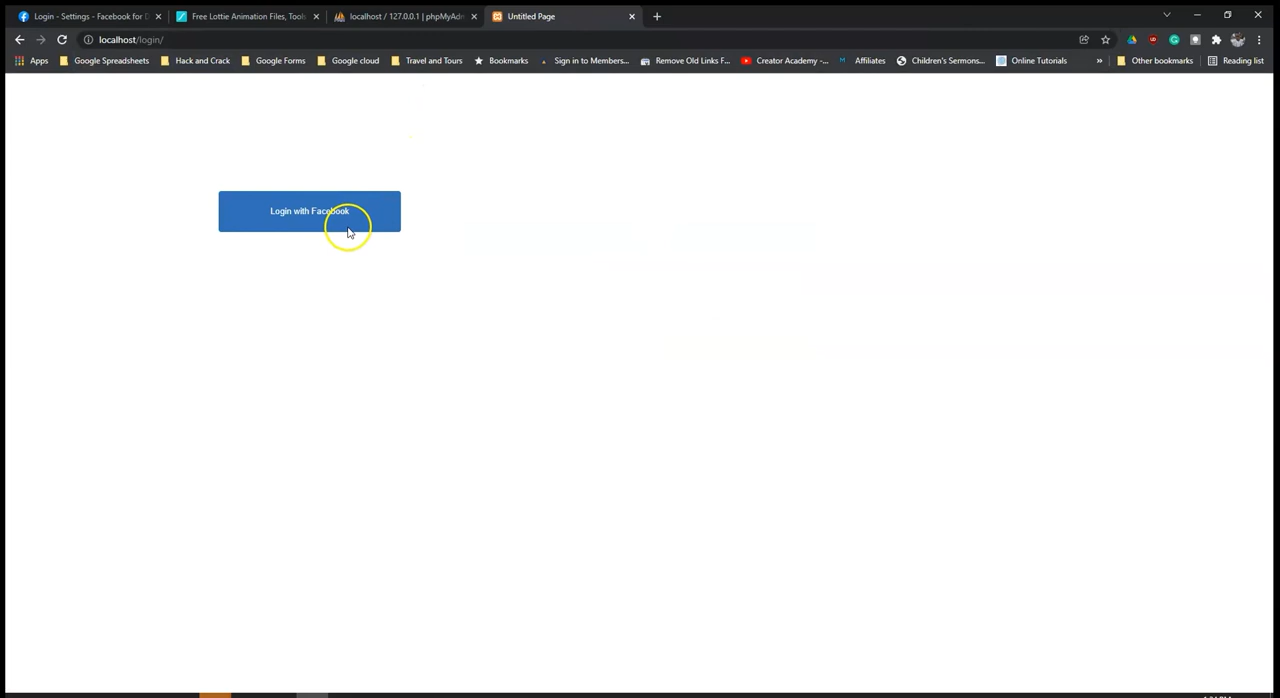 Login - Settings - Facebook for D
Free Lottie Animation Files, Tools
localhost / 127.0.0.1 | phpMyAdm
Untitled Page
localhost/login/
Apps
Google Spreadsheets
Hack and Crack
Google Forms
Google cloud
Travel and Tours
Bookmarks
Sign in to Members...
Remove Old Links F...
Creator Academy -...
Affiliates
Children's Sermons...
Online Tutorials
Other bookmarks
Reading list
Login with Facebook